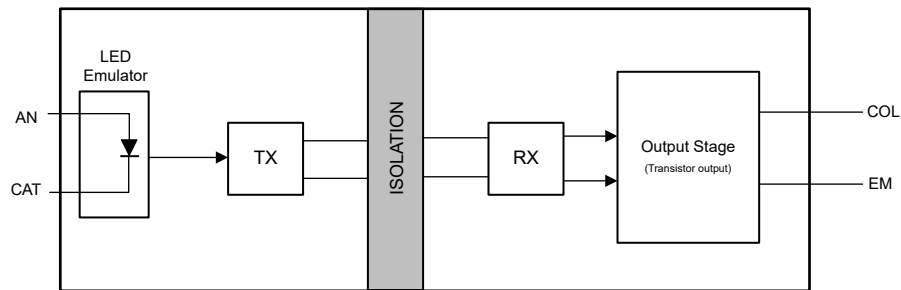 LED
Emulator
AN
CAT
TX
ISOLATION
RX
Output Stage
(Transistor output)
COL
EM